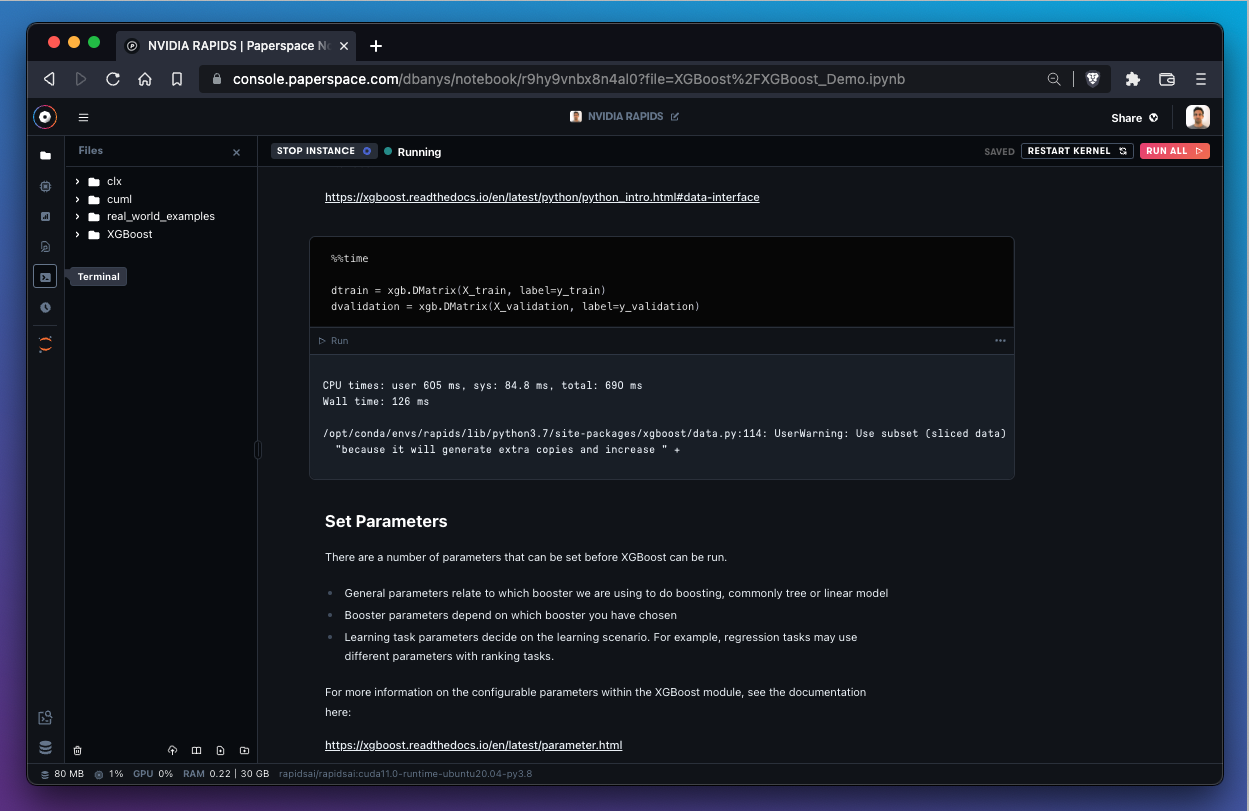 NVIDIA RAPIDS | Paperspace No
console.paperspace.com/dbanys/notebook/r9hy9vnbx8n4al0?file=XGBoost%2FXGBoost_Demo.ipynb
NVIDIA RAPIDS
Share
Files
STOP INSTANCE
Running
SAVED
RESTART KERNEL
RUN ALL
clx
cuml
real_world_examples
XGBoost
Terminal
https://xgboost.readthedocs.io/en/latest/python/python_intro.html#data-interface
%%time
dtrain = xgb.DMatrix(X_train, label=y_train)
dvalidation = xgb.DMatrix(X_validation, label=y_validation)
Run
CPU times: user 605 ms, sys: 84.8 ms, total: 690 ms
Wall time: 126 ms
/opt/conda/envs/rapids/lib/python3.7/site-packages/xgboost/data.py:114: UserWarning: Use subset (sliced data)
"because it will generate extra copies and increase " +
Set Parameters
There are a number of parameters that can be set before XGBoost can be run.
General parameters relate to which booster we are using to do boosting, commonly tree or linear model
Booster parameters depend on which booster you have chosen
Learning task parameters decide on the learning scenario. For example, regression tasks may use
different parameters with ranking tasks.
For more information on the configurable parameters within the XGBoost module, see the documentation
here:
https://xgboost.readthedocs.io/en/latest/parameter.html
80 MB 1% GPU 0% RAM 0.22 | 30 GB rapidsai/rapidsai:cuda11.0-runtime-ubuntu20.04-py3.8